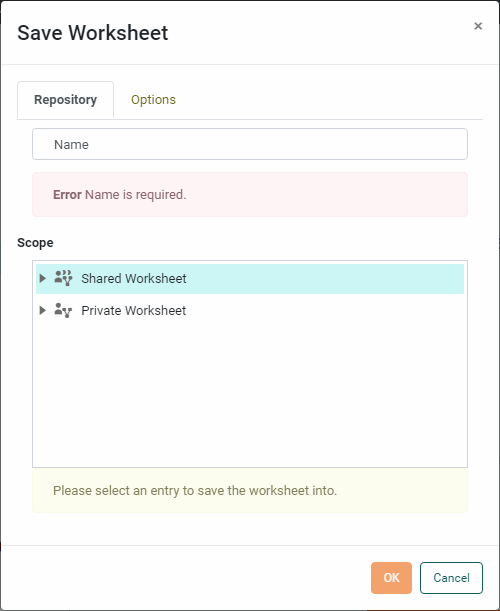 Save Worksheet
×
Repository
Options
Name
Error Name is required.
Scope
Shared Worksheet
Private Worksheet
Please select an entry to save the worksheet into.
OK
Cancel